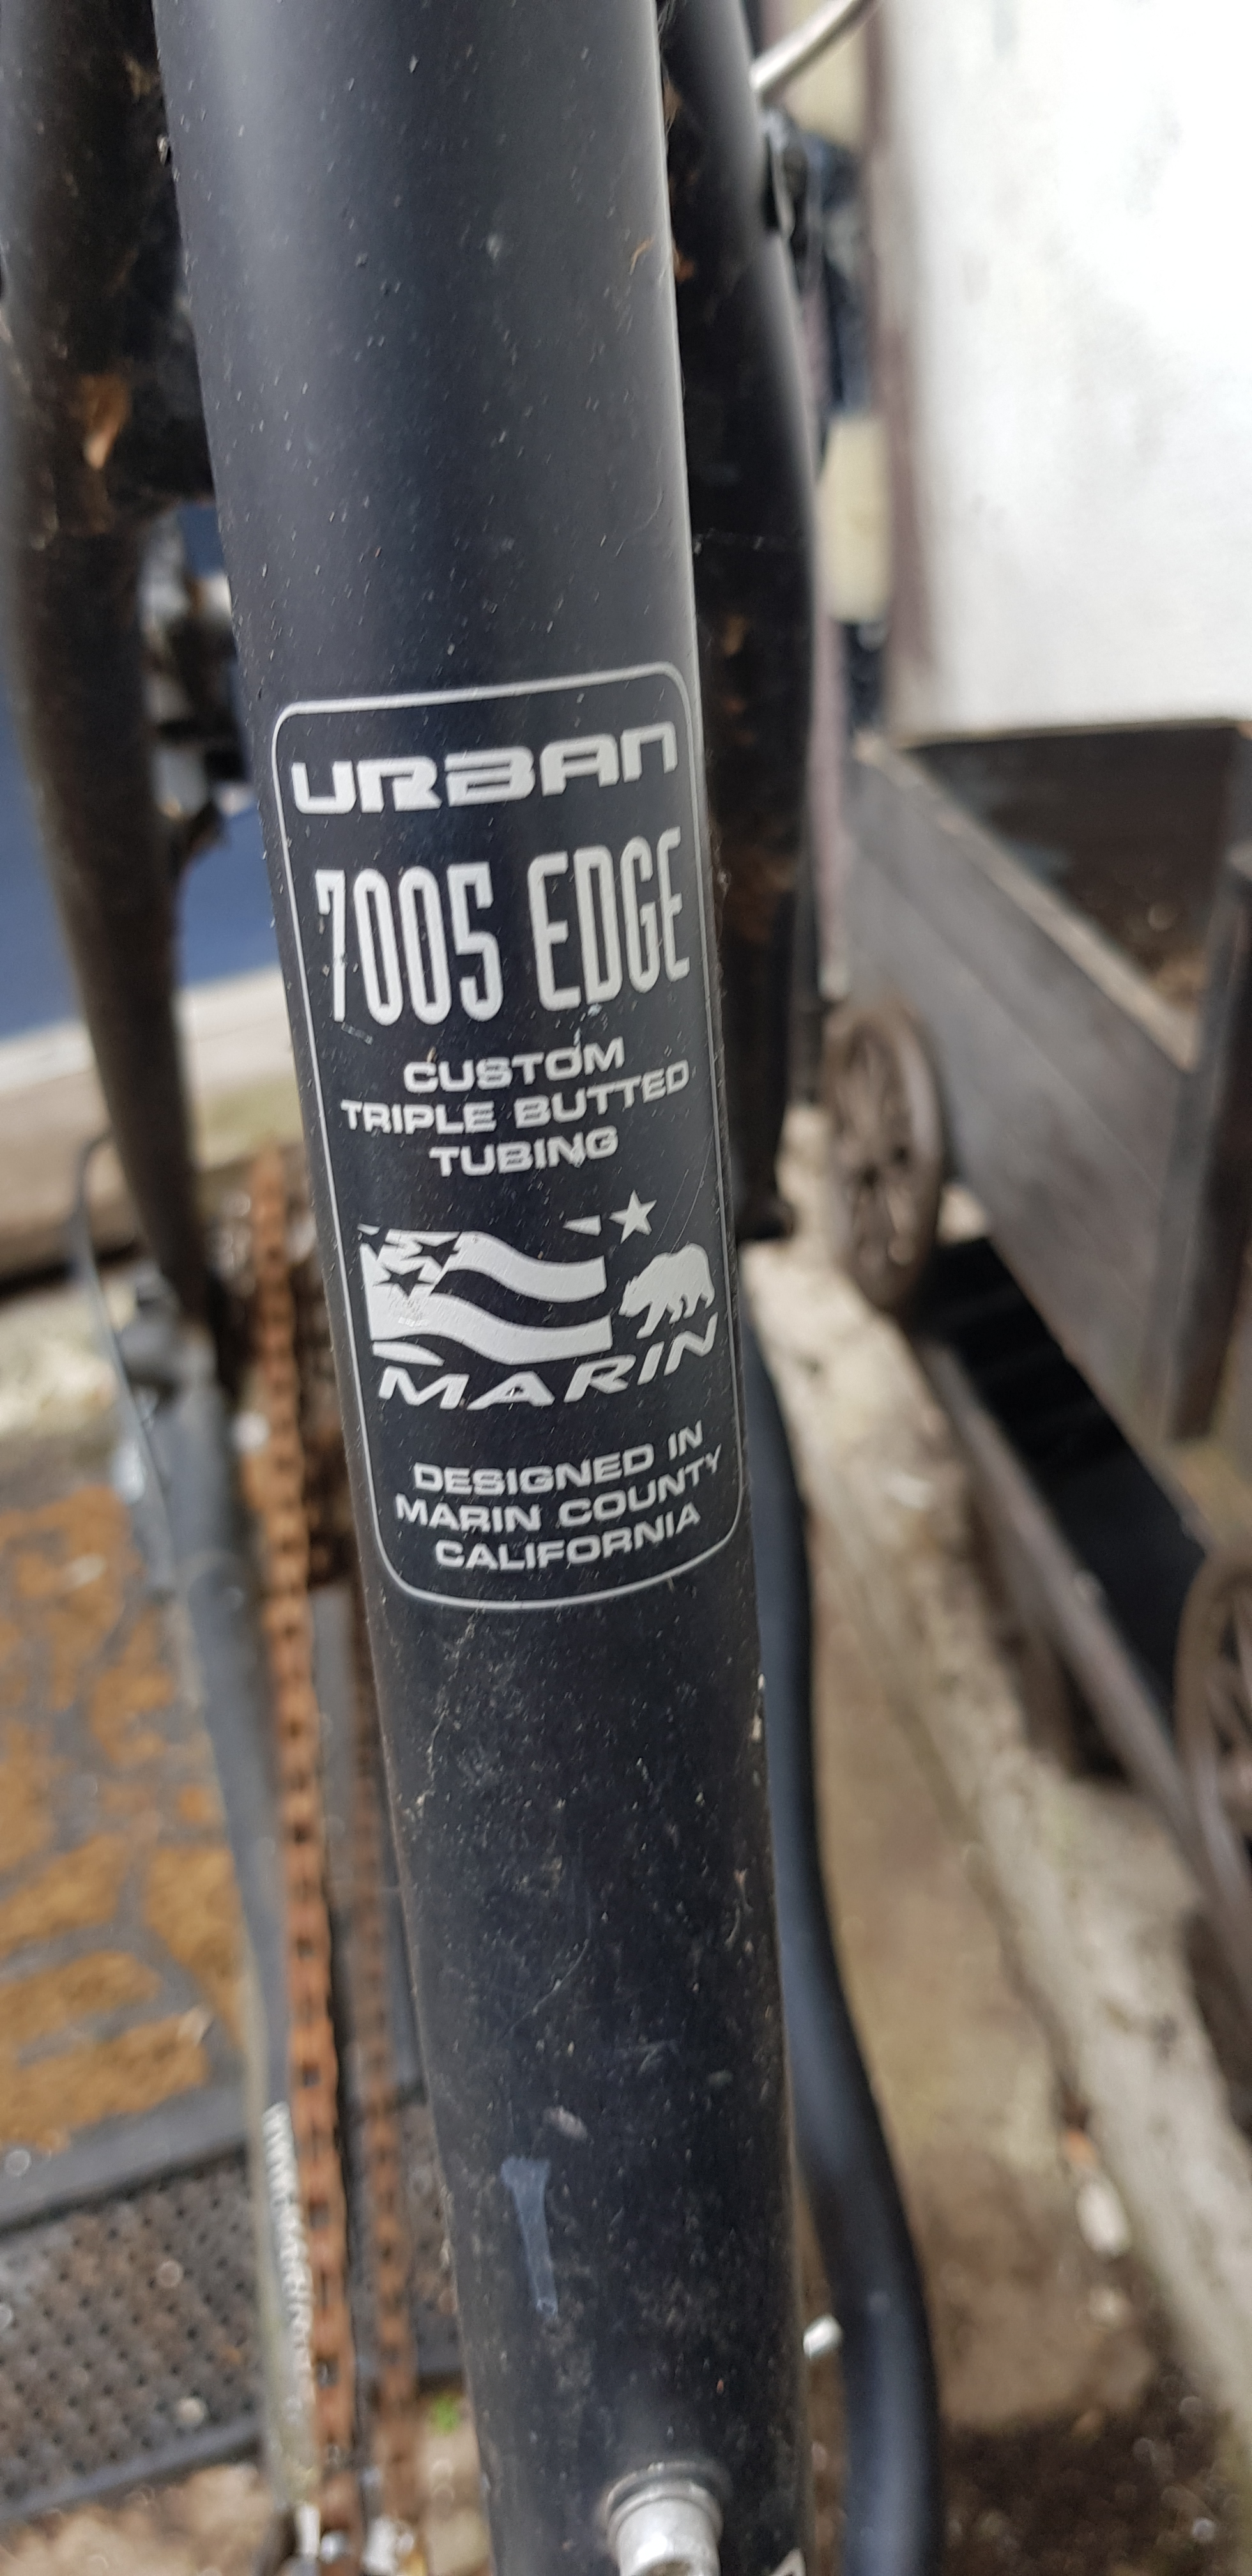 URBAN
7005 EDGE
CUSTOM
TRIPLE BUTTED
TUBING
MARIN
DESIGNED IN
MARIN COUNTY
CALIFORNIA